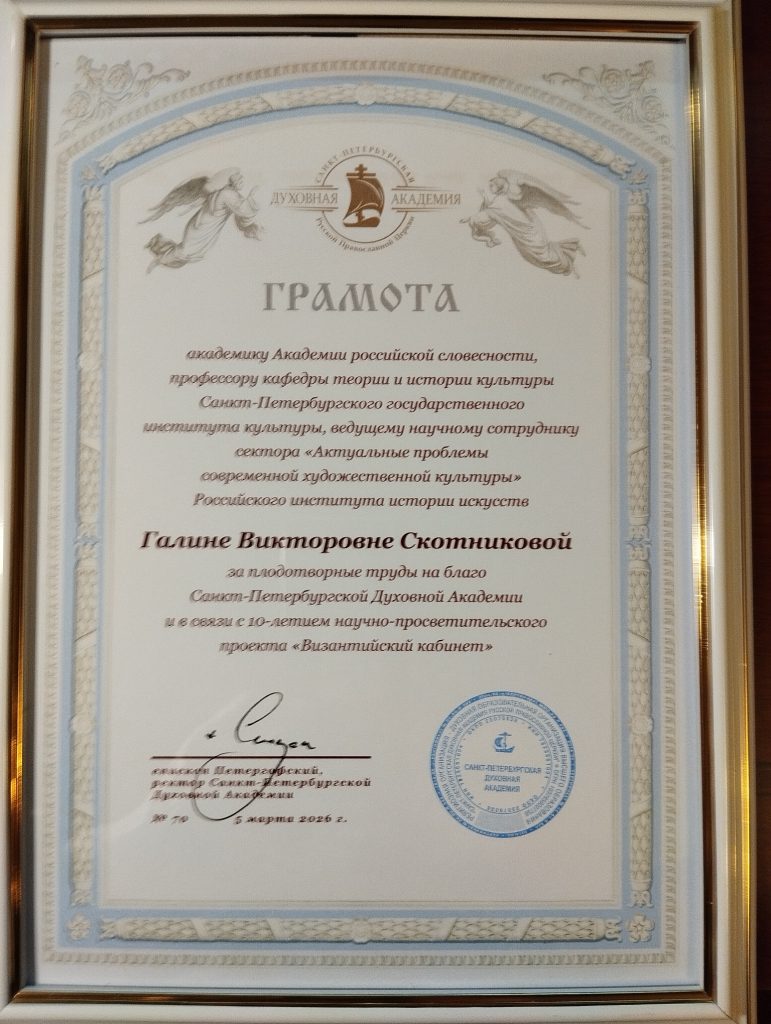 САНКТ-ПЕТЕРБУРГСКАЯ
ДУХОВНАЯ АКАДЕМИЯ
Русской Православной Церкви
ГРАМОТА
академику Академии российской словесности,
профессору кафедры теории и истории культуры
Санкт-Петербургского государственного
института культуры, ведущему научному сотруднику
сектора «Актуальные проблемы
современной художественной культуры»
Российского института истории искусств
Галине Викторовне Скотниковой
за плодотворные труды на благо
Санкт-Петербургской Духовной Академии
и в связи с 10-летием научно-просветительского
проекта «Византийский кабинет»
епископ Петергофский,
ректор Санкт-Петербургской
Духовной Академии
№ 70 5 марта 2026 г.
САНКТ-ПЕТЕРБУРГСКАЯ
ДУХОВНАЯ
АКАДЕМИЯ